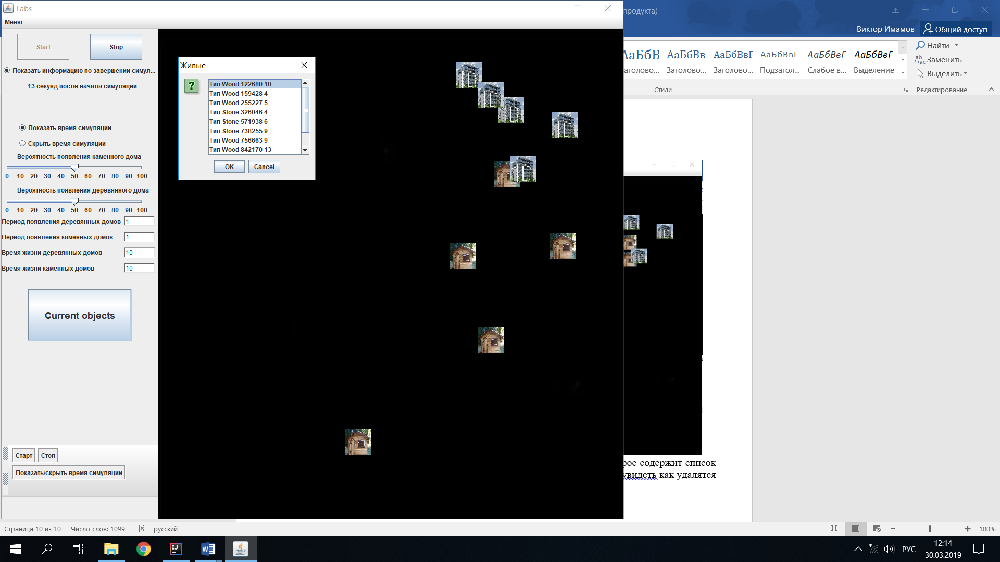 Labs
Меню
Start
Stop
Показать информацию по завершении симул...
13 секунд после начала симуляции
Показать время симуляции
Скрыть время симуляции
Вероятность появления каменного дома
0 10 20 30 40 50 60 70 80 90 100
Вероятность появления деревянного дома
0 10 20 30 40 50 60 70 80 90 100
Период появления деревянных домов 1
Период появления каменных домов 1
Время жизни деревянных домов 10
Время жизни каменных домов 10
Current objects
Старт
Стоп
Показать/скрыть время симуляции
Живые
?
Тип Wood 122680 10
Тип Wood 159428 4
Тип Wood 255227 5
Тип Stone 326046 4
Тип Stone 571938 6
Тип Stone 738255 9
Тип Wood 756663 9
Тип Wood 842170 13
OK
Cancel
продукта)
Виктор Имамов
Общий доступ
АаБбВ АаБбВв АаБбВвГ АаБбВвГг АаБбВвГ. АаБбВвГ.
аголово... Заголово... Заголово... Подзагол... Слабое в... Выделение
Стили
Найти
Заменить
Выделить
Редактирование
рое содержит список
увидеть как удалятся
Страница 10 из 10
Число слов: 1099
русский
100%
РУС
12:14
30.03.2019